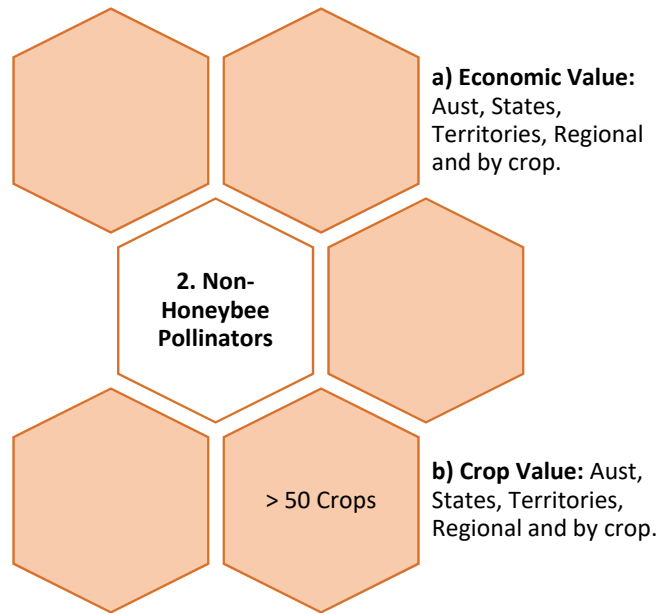 a) Economic Value:
Aust, States,
Territories, Regional
and by crop.
2. Non-
Honeybee
Pollinators
> 50 Crops
b) Crop Value: Aust,
States, Territories,
Regional and by crop.